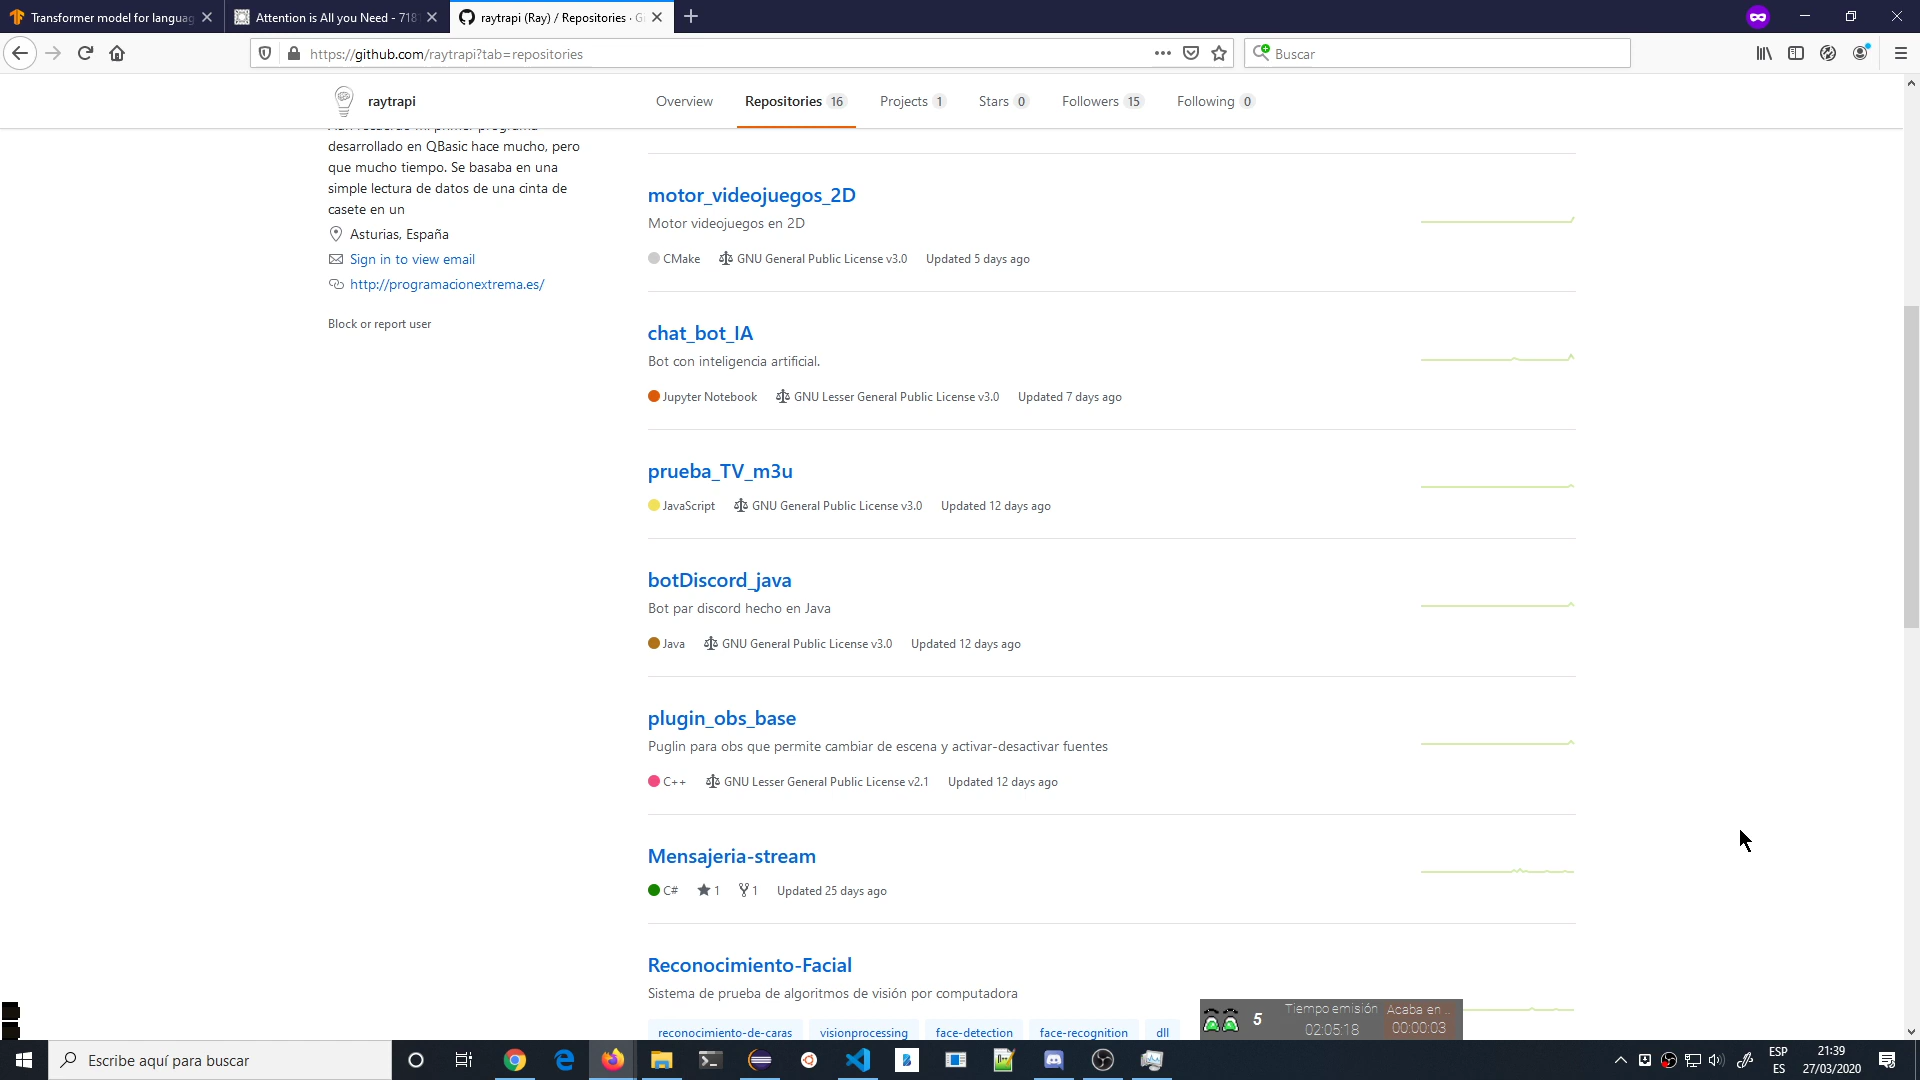 Transformer model for languag
Attention is All you Need - 718
raytrapi (Ray) / Repositories · G
https://github.com/raytrapi?tab=repositories
Buscar
raytrapi
Overview
Repositories 16
Projects 1
Stars 0
Followers 15
Following 0
desarrollado en QBasic hace mucho, pero
que mucho tiempo. Se basaba en una
simple lectura de datos de una cinta de
casete en un
Asturias, España
Sign in to view email
http://programacionextrema.es/
Block or report user
motor_videojuegos_2D
Motor videojuegos en 2D
CMake GNU General Public License v3.0 Updated 5 days ago
chat_bot_IA
Bot con inteligencia artificial.
Jupyter Notebook GNU Lesser General Public License v3.0 Updated 7 days ago
prueba_TV_m3u
JavaScript GNU General Public License v3.0 Updated 12 days ago
botDiscord_java
Bot par discord hecho en Java
Java GNU General Public License v3.0 Updated 12 days ago
plugin_obs_base
Puglin para obs que permite cambiar de escena y activar-desactivar fuentes
C++ GNU Lesser General Public License v2.1 Updated 12 days ago
Mensajeria-stream
C# 1 1 Updated 25 days ago
Reconocimiento-Facial
Sistema de prueba de algoritmos de visión por computadora
reconocimiento-de-caras visionprocessing face-detection face-recognition dll
5
Tiempo emisión
02:05:18
Acaba en ..
00:00:03
Escribe aquí para buscar
ESP
ES
21:39
27/03/2020